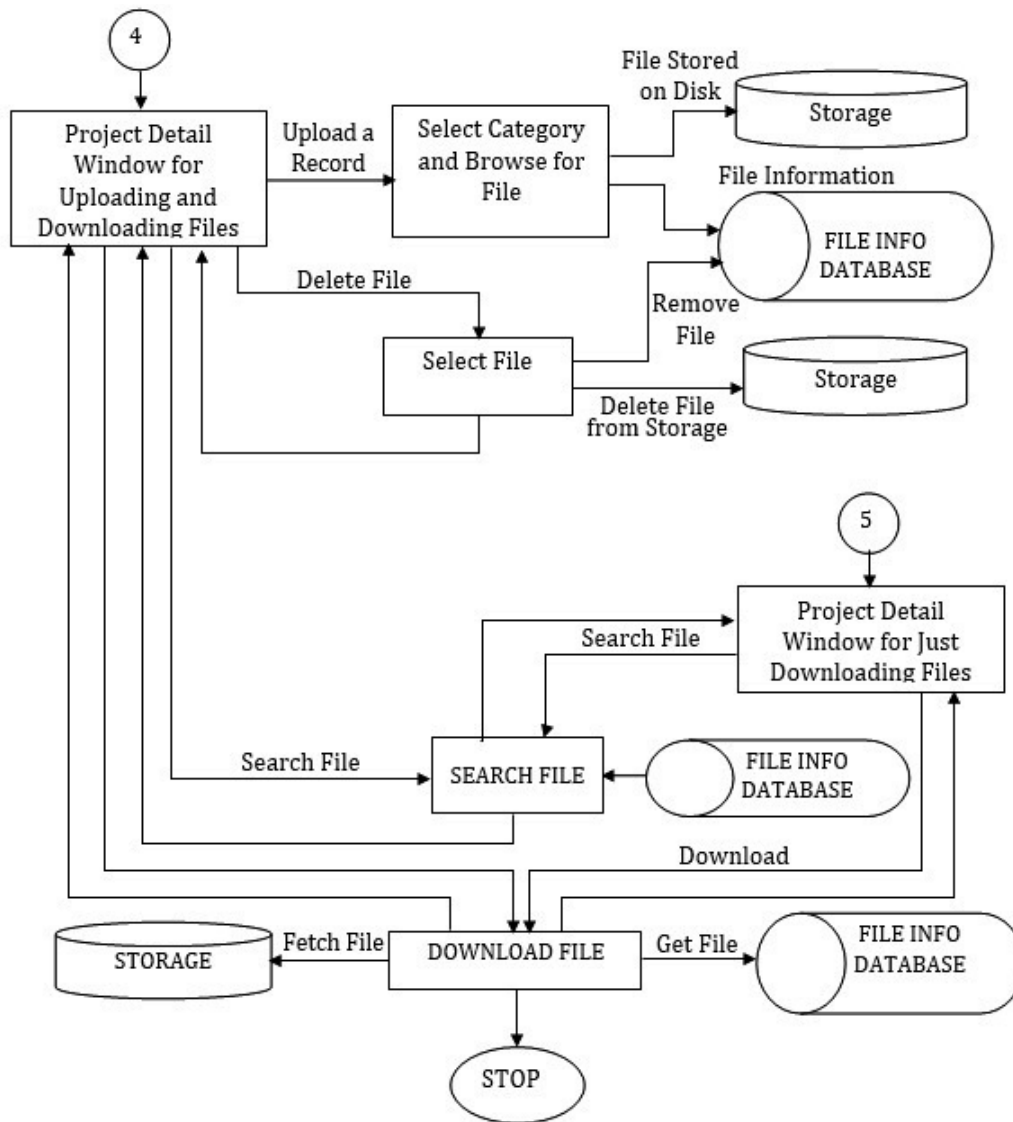 4
Project Detail
Window for
Uploading and
Downloading Files
Upload a
Record
Select Category
and Browse for
File
File Stored
on Disk
Storage
File Information
FILE INFO
DATABASE
Delete File
Select File
Remove
File
Storage
Delete File
from Storage
5
Project Detail
Window for Just
Downloading Files
Search File
Search File
SEARCH FILE
FILE INFO
DATABASE
Download
STORAGE
Fetch File
DOWNLOAD FILE
Get File
FILE INFO
DATABASE
STOP